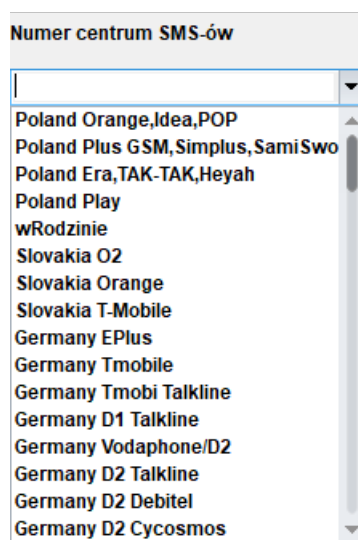 Numer centrum SMS-ów
Poland Orange,Idea,POP
Poland Plus GSM,Simplus,SamiSwo
Poland Era,TAK-TAK,Heyah
Poland Play
wRodzinie
Slovakia O2
Slovakia Orange
Slovakia T-Mobile
Germany EPlus
Germany Tmobile
Germany Tmobi Talkline
Germany D1 Talkline
Germany Vodaphone/D2
Germany D2 Talkline
Germany D2 Debitel
Germany D2 Cycosmos